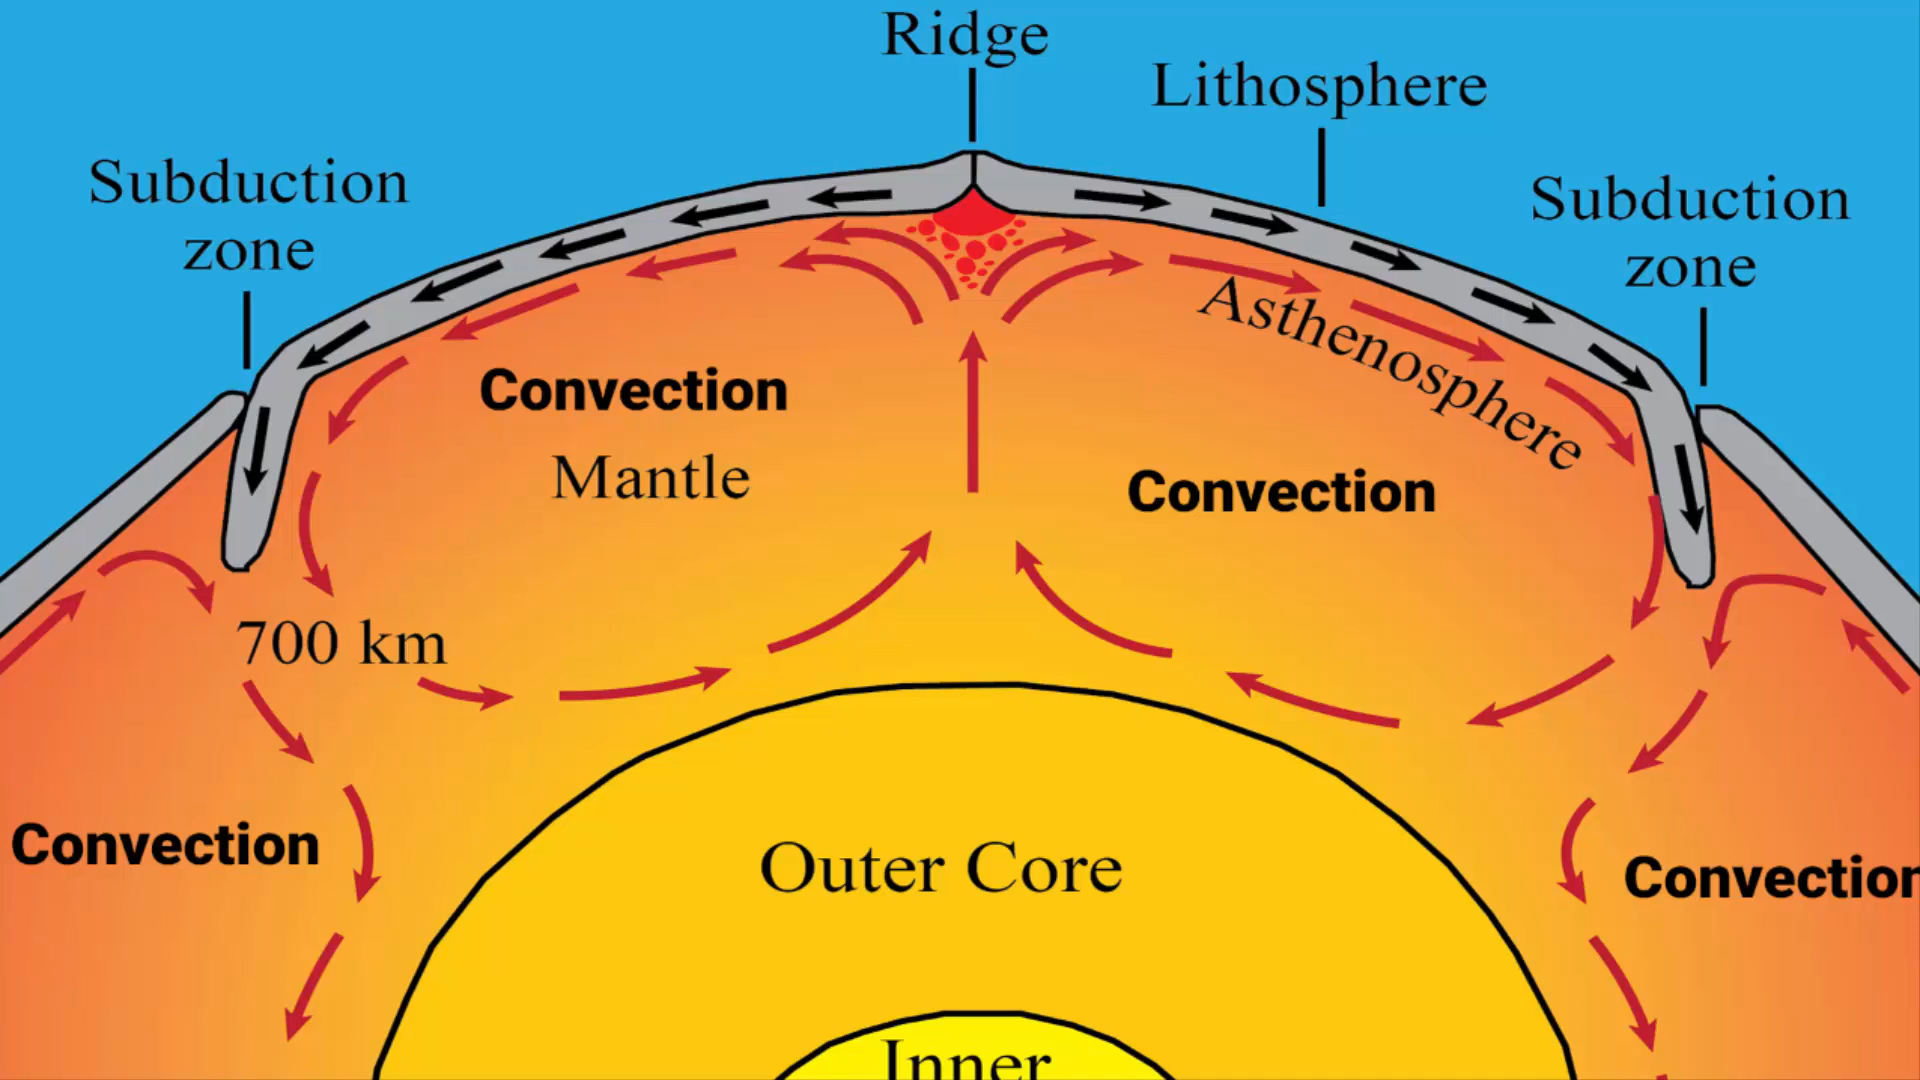 Ridge
Lithosphere
Subduction
zone
Subduction
zone
Asthenosphere
Convection
Mantle
Convection
700 km
Convection
Outer Core
Convection
Inner